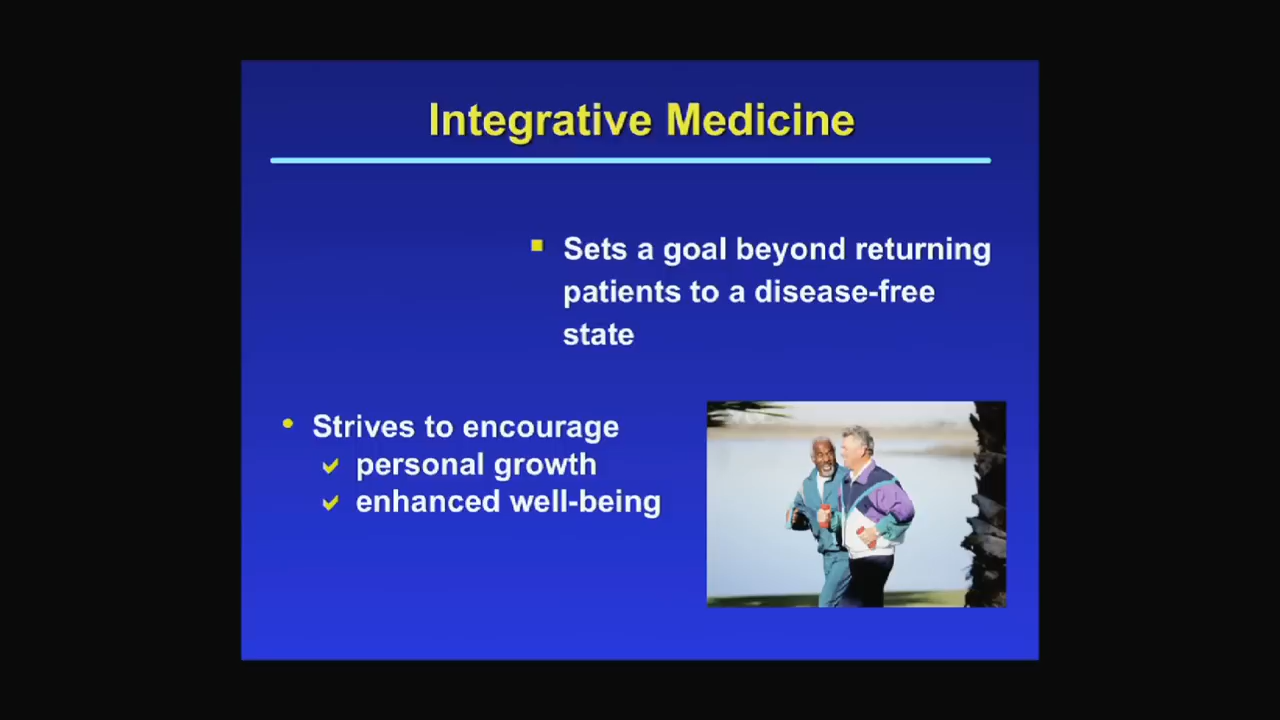 Integrative Medicine
Sets a goal beyond returning
patients to a disease-free
state
Strives to encourage
personal growth
enhanced well-being